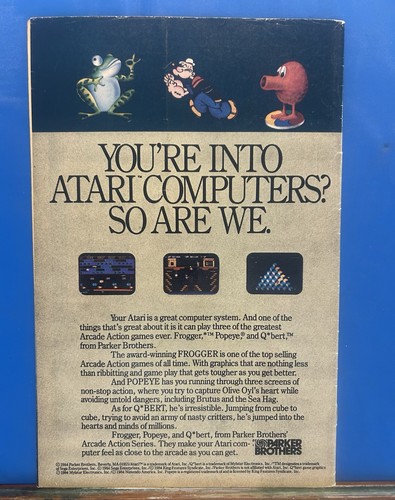 YOU'RE INTO
ATARI COMPUTERS?
SO ARE WE.
Your Atari is a great computer system. And one of the
things that's great about it is it can play three of the greatest
Arcade Action games ever. Frogger,®™ Popeye,® and Q*bert,™
from Parker Brothers.
The award-winning FROGGER is one of the top selling
Arcade Action games of all time. With graphics that are nothing less
than ribbitting and game play that gets tougher as you get better.
And POPEYE has you running through three screens of
non-stop action, where you try to capture Olive Oyl's heart while
avoiding untold dangers, including Brutus and the Sea Hag.
As for Q*BERT, he's irresistible. Jumping from cube to
cube, trying to avoid an army of nasty critters, he's jumped into the
hearts and minds of millions.
Frogger, Popeye, and Q*bert, from Parker Brothers'
Arcade Action Series. They make your Atari com-
puter feel as close to the arcade as you can get.
PARKER
BROTHERS